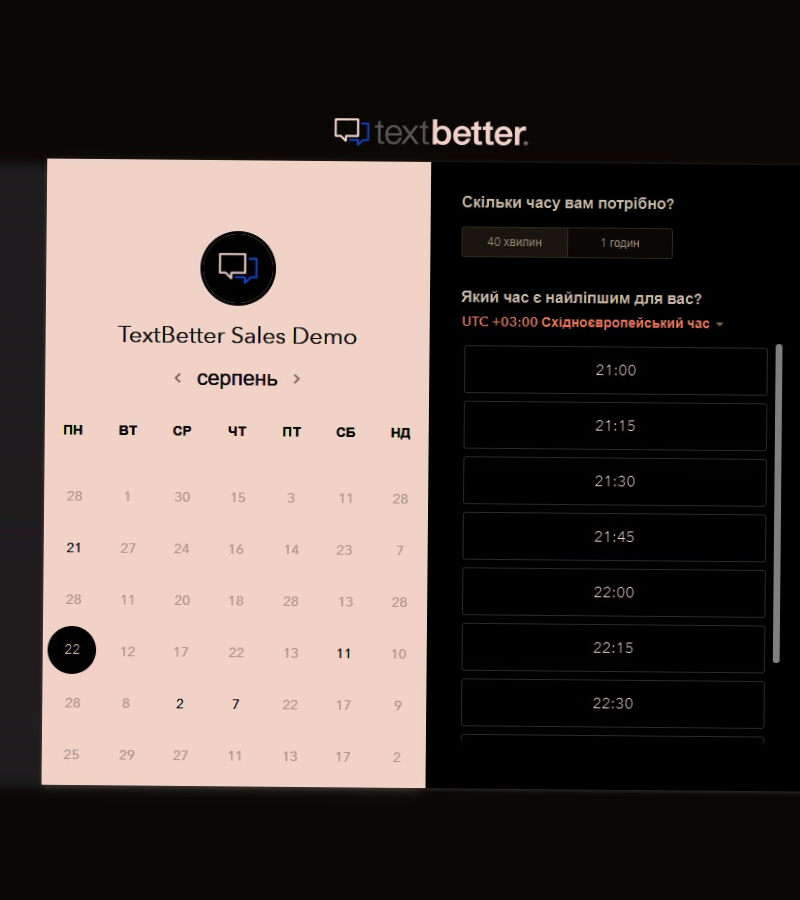 textbetter.
TextBetter Sales Demo
серпень
ПН ВТ СР ЧТ ПТ СБ НД
28 1 30 15 3 11 28
21 27 24 16 14 23 7
28 11 20 18 28 13 28
22 12 17 22 13 11 10
28 8 2 7 22 17 9
25 29 27 11 13 17 2
Скільки часу вам потрібно?
40 хвилин 1 годин
Який час є найліпшим для вас?
UTC +03:00 Східноєвропейський час
21:00
21:15
21:30
21:45
22:00
22:15
22:30